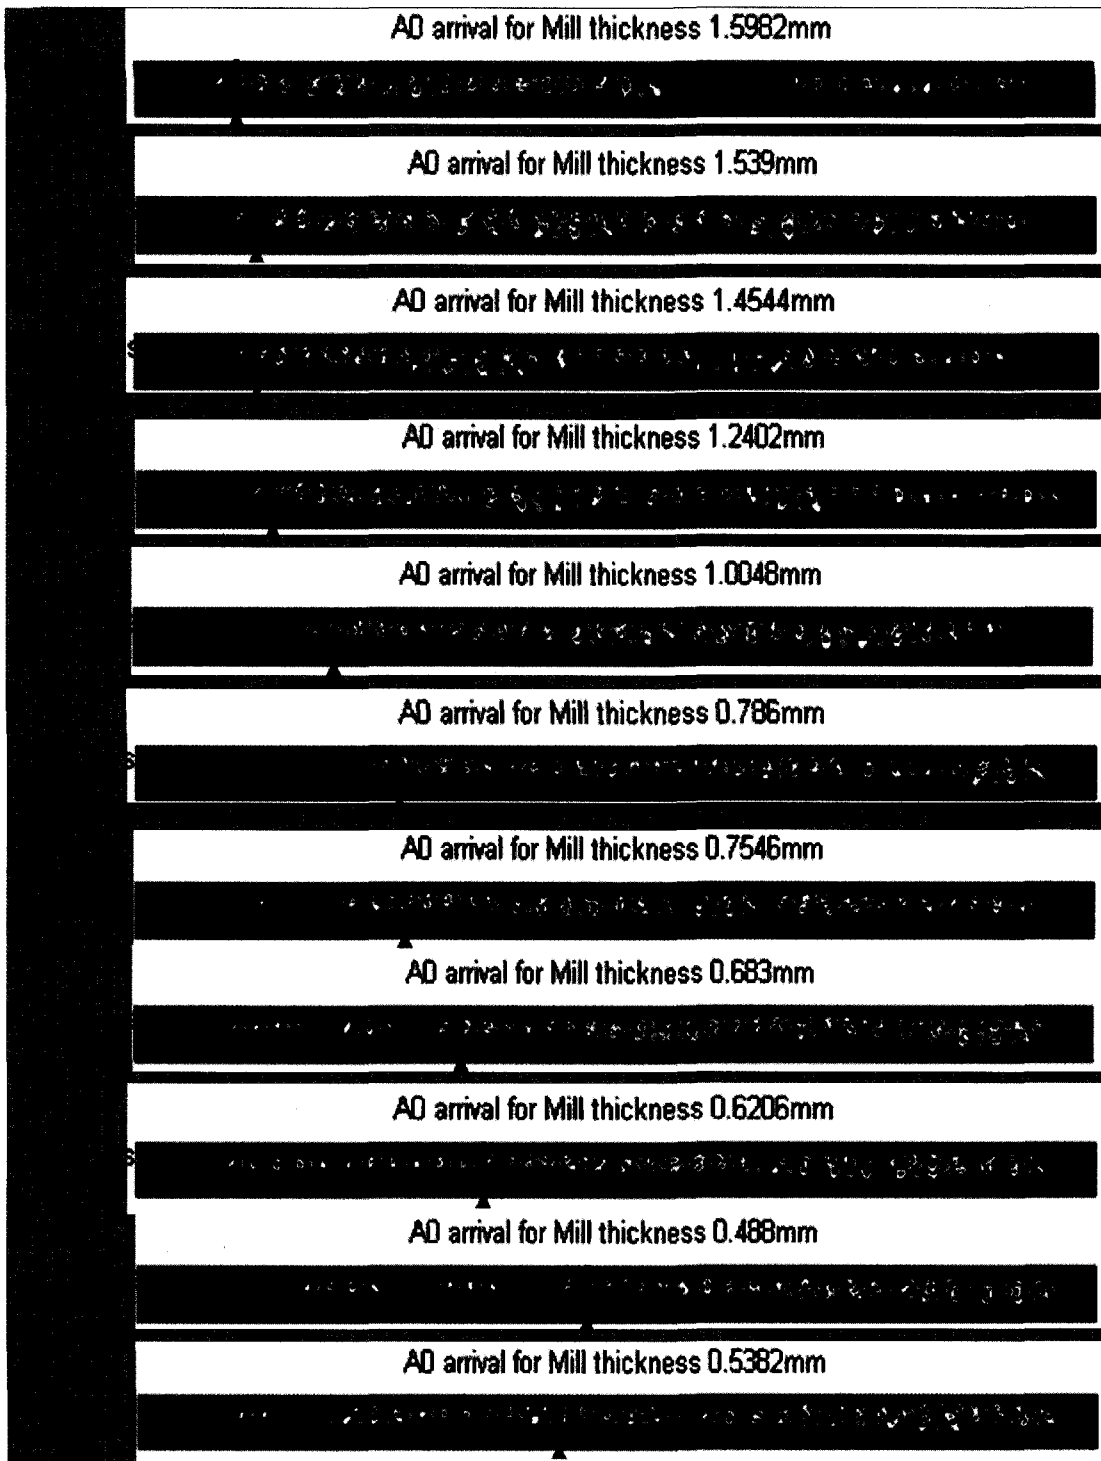 A0 arrival for Mill thickness 1.5982mm
A0 arrival for Mill thickness 1.539mm
A0 arrival for Mill thickness 1.4544mm
A0 arrival for Mill thickness 1.2402mm
A0 arrival for Mill thickness 1.0048mm
A0 arrival for Mill thickness 0.786mm
A0 arrival for Mill thickness 0.7546mm
A0 arrival for Mill thickness 0.683mm
A0 arrival for Mill thickness 0.6206mm
A0 arrival for Mill thickness 0.488mm
A0 arrival for Mill thickness 0.5382mm